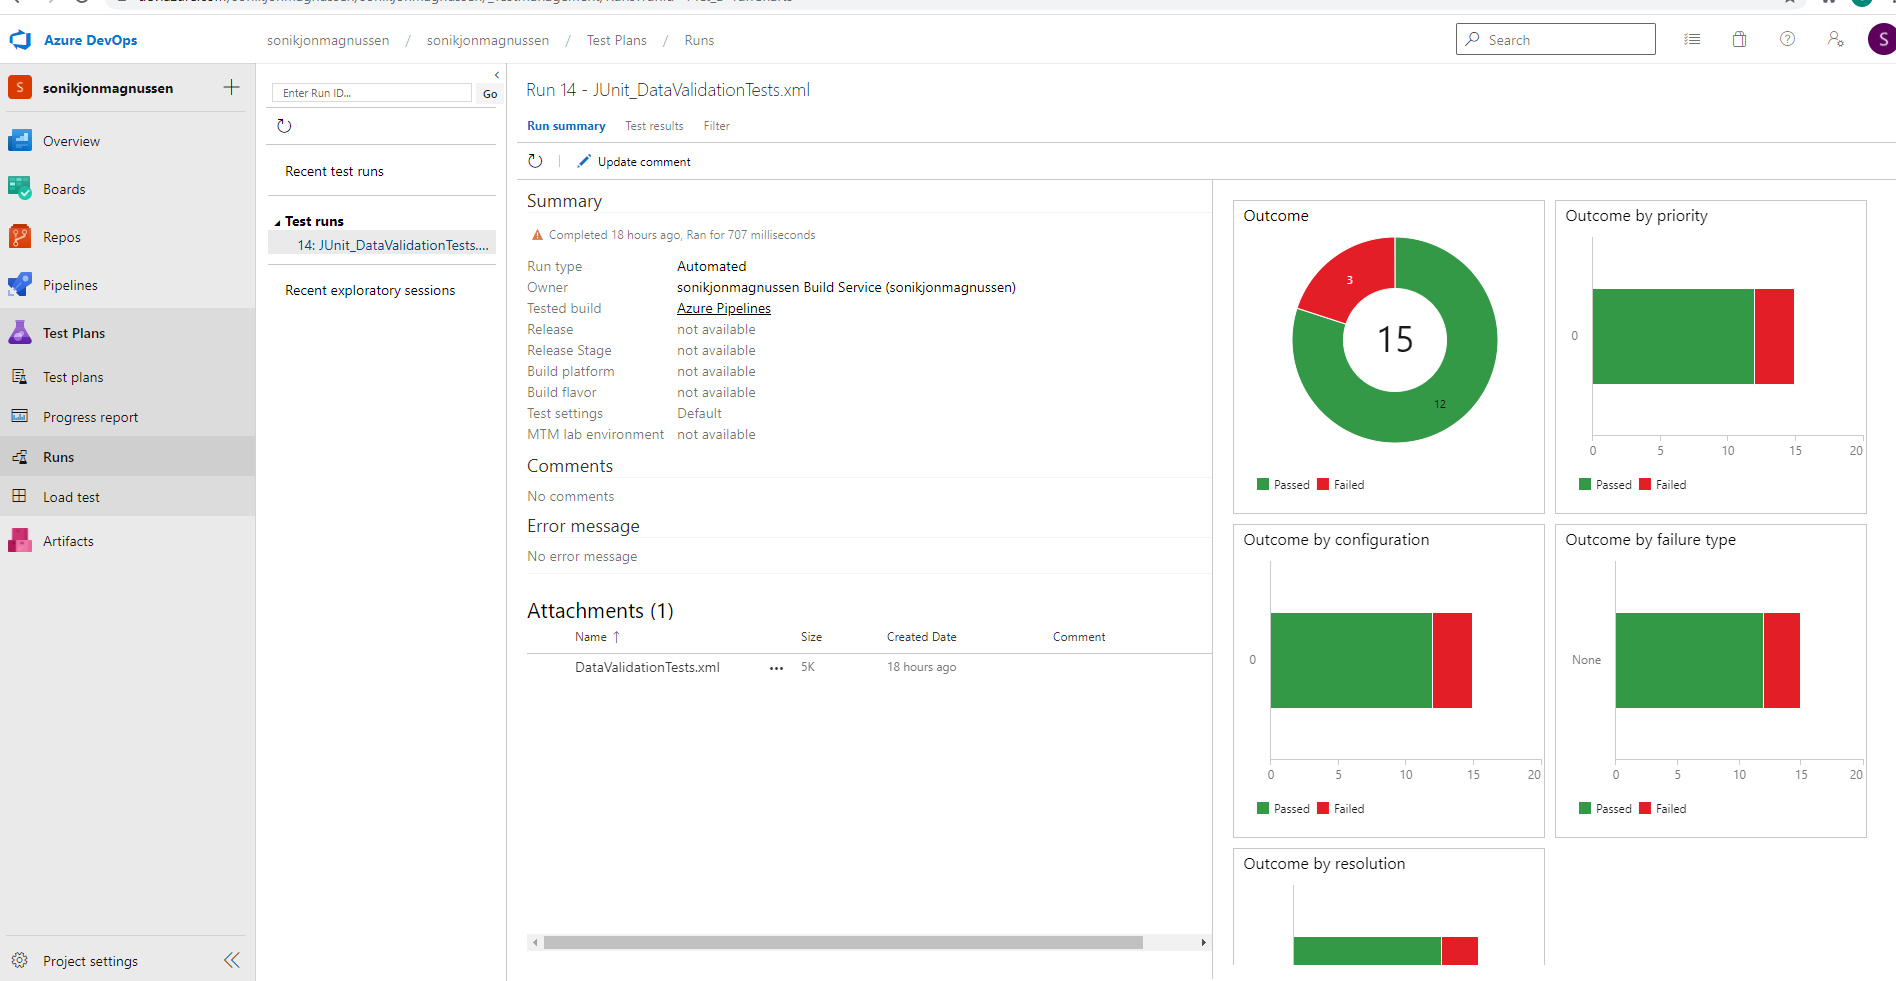 Azure DevOps
sonikjonmagnussen / sonikjonmagnussen / Test Plans / Runs
Search
S
S sonikjonmagnussen
Overview
Boards
Repos
Pipelines
Test Plans
Test plans
Progress report
Runs
Load test
Artifacts
Project settings
Enter Run ID...
Go
Recent test runs
Test runs
14: JUnit_DataValidationTests....
Recent exploratory sessions
Run 14 - JUnit_DataValidationTests.xml
Run summary Test results Filter
Update comment
Summary
Completed 18 hours ago, Ran for 707 milliseconds
Run type Automated
Owner sonikjonmagnussen Build Service (sonikjonmagnussen)
Tested build Azure Pipelines
Release not available
Release Stage not available
Build platform not available
Build flavor not available
Test settings Default
MTM lab environment not available
Comments
No comments
Error message
No error message
Attachments (1)
Name ↑ Size Created Date Comment
DataValidationTests.xml ... 5K 18 hours ago
Outcome
3
15
12
Passed Failed
Outcome by priority
0
0 5 10 15 20
Passed Failed
Outcome by configuration
0
0 5 10 15 20
Passed Failed
Outcome by failure type
None
0 5 10 15 20
Passed Failed
Outcome by resolution